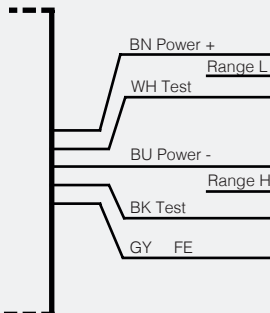 BN Power +
Range L
WH Test
BU Power -
Range H
BK Test
GY FE